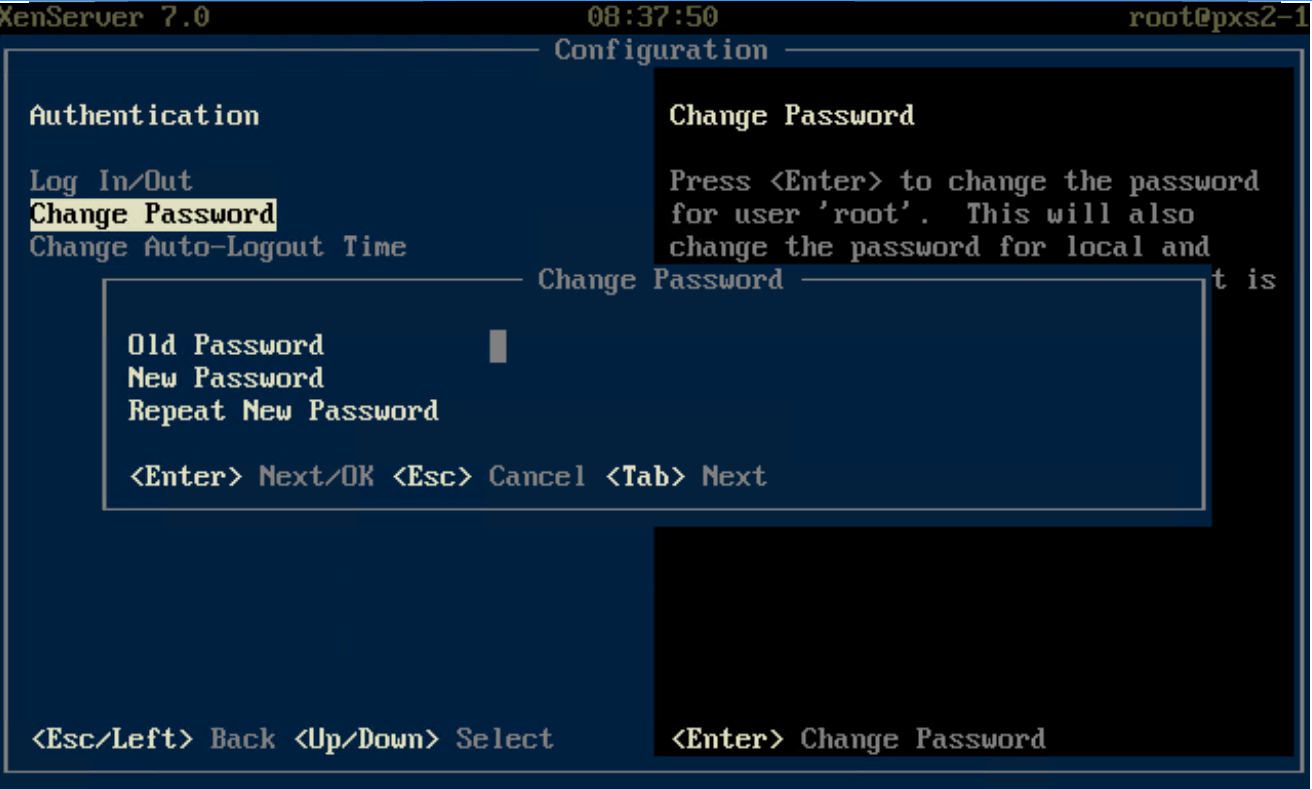 XenServer 7.0 08:37:50 root@pxs2-1
Configuration
Authentication
Log In/Out
Change Password
Change Auto-Logout Time
Change Password
Press <Enter> to change the password
for user 'root'.  This will also
change the password for local and
t is
Change Password
Old Password
New Password
Repeat New Password
<Enter> Next/OK <Esc> Cancel <Tab> Next
<Esc/Left> Back <Up/Down> Select
<Enter> Change Password